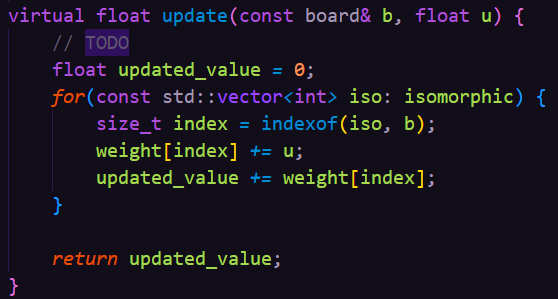 virtual float update(const board& b, float u) {
    // TODO
    float updated_value = 0;
    for(const std::vector<int> iso: isomorphic) {
        size_t index = indexof(iso, b);
        weight[index] += u;
        updated_value += weight[index];
    }

    return updated_value;
}